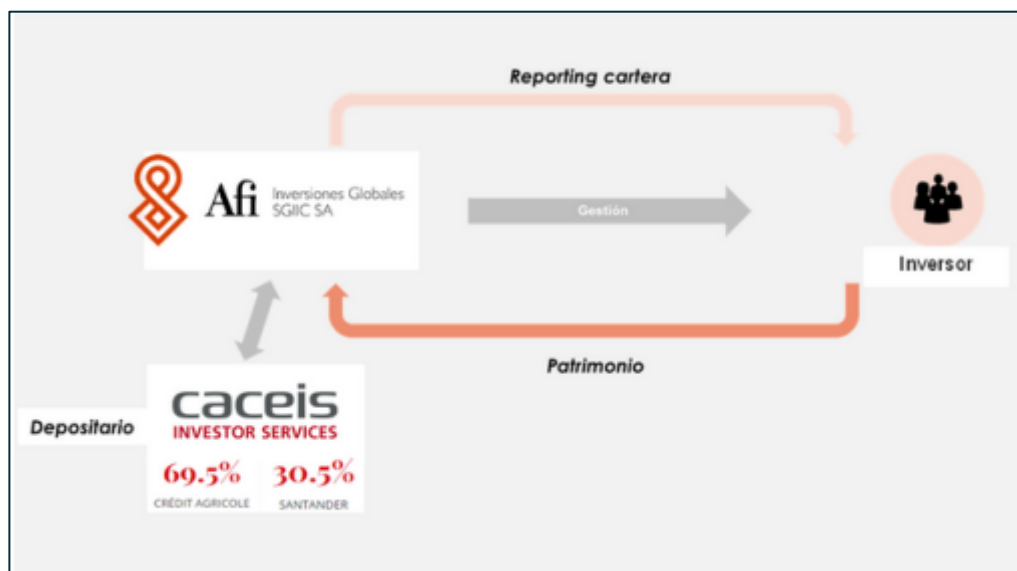 Reporting cartera
Afi
Inversiones Globales
SGIIC SA
Gestión
Inversor
Patrimonio
Depositario
caceis
INVESTOR SERVICES
69.5% 30.5%
CRÉDIT AGRICOLE SANTANDER